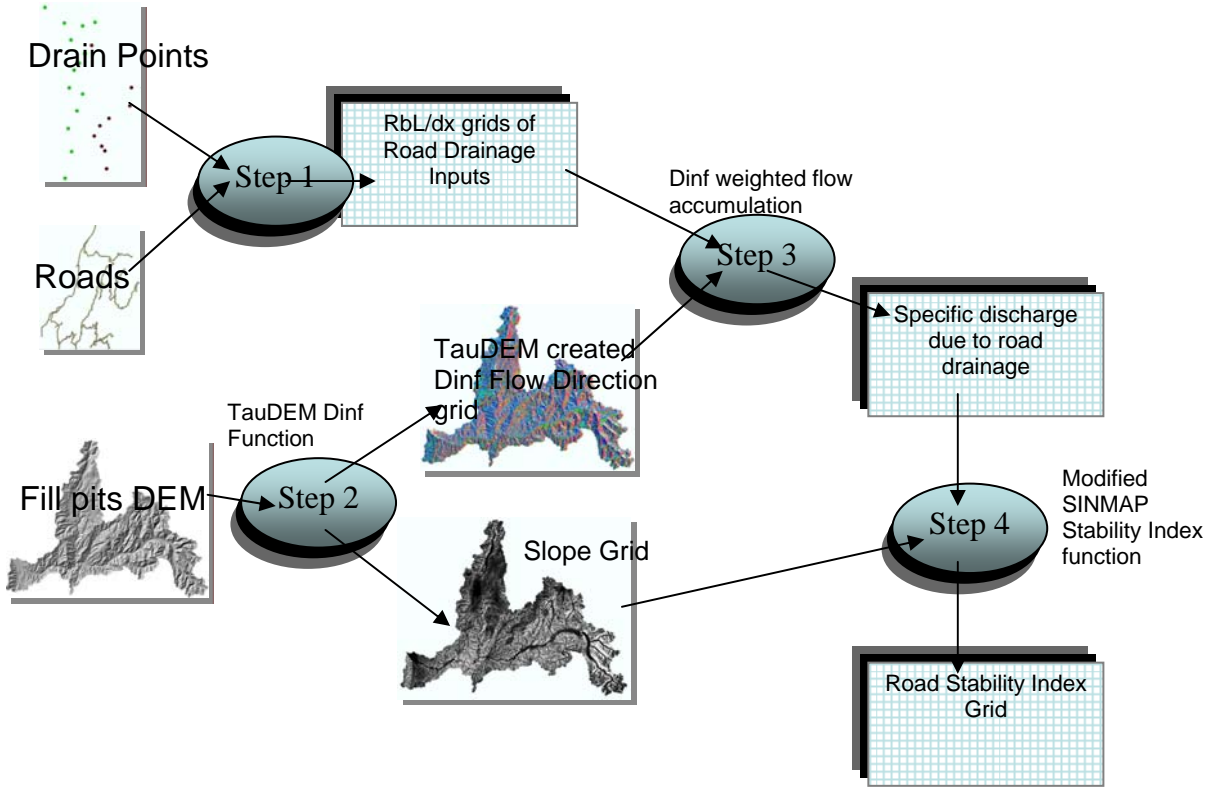 Drain Points
RbL/dx grids of
Road Drainage
Inputs
Step 1
Dinf weighted flow
accumulation
Step 3
Roads
Specific discharge
due to road
drainage
TauDEM created
Dinf Flow Direction
grid
TauDEM Dinf
Function
Fill pits DEM
Step 2
Slope Grid
Step 4
Modified
SINMAP
Stability Index
function
Road Stability Index
Grid